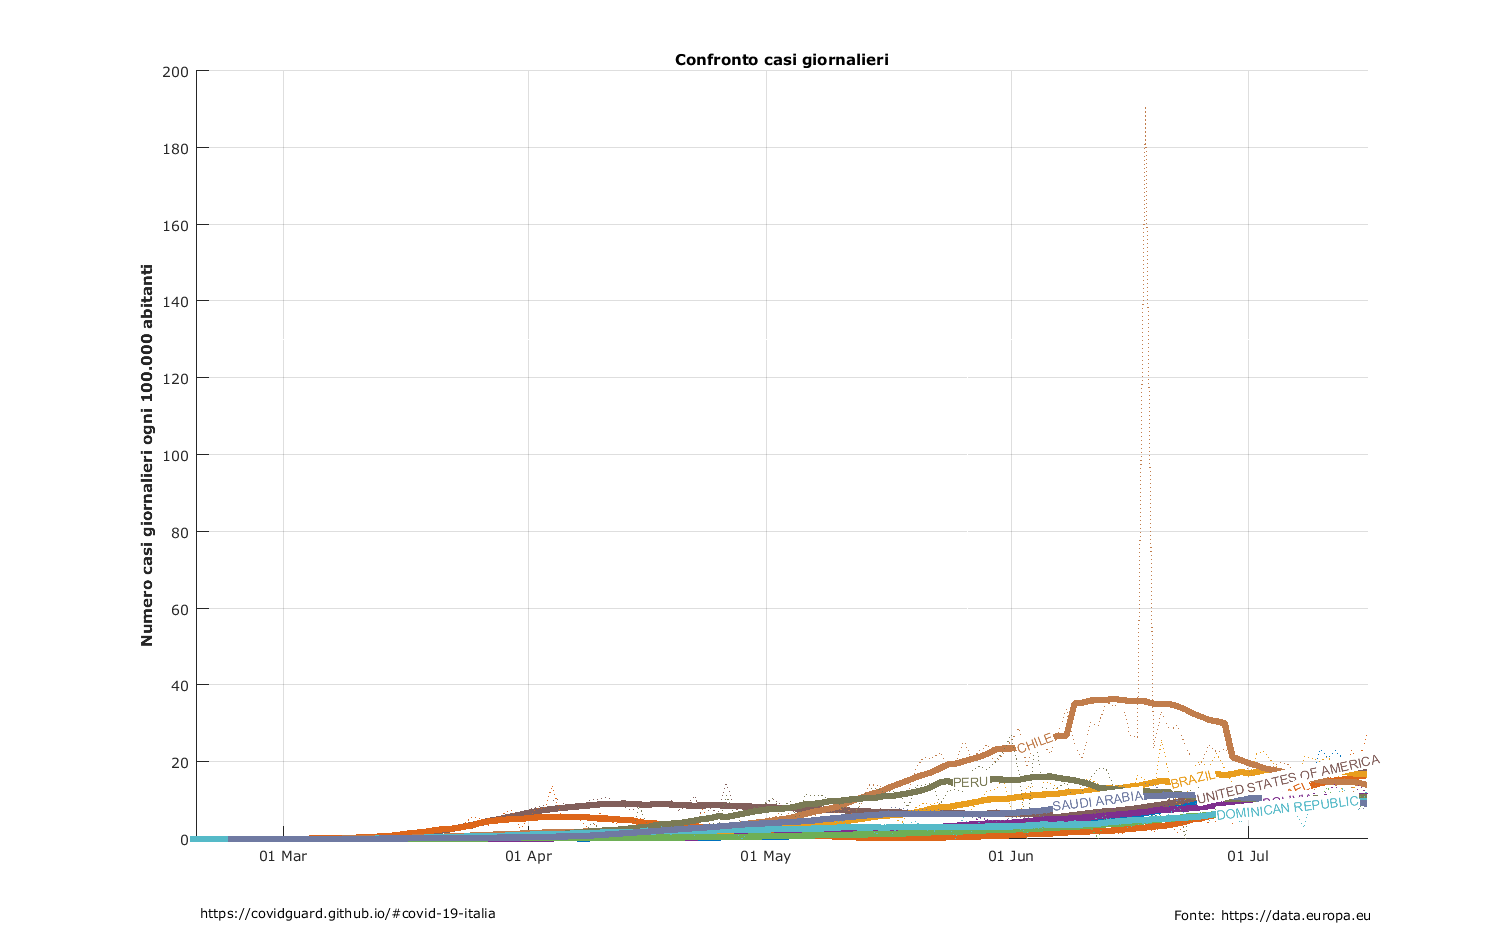 Confronto casi giornalieri
Numero casi giornalieri ogni 100.000 abitanti
200
180
160
140
120
100
80
60
40
20
0
01 Mar
01 Apr
01 May
01 Jun
01 Jul
CHILE
PERU
BRAZIL
UNITED STATES OF AMERICA
SAUDI ARABIA
DOMINICAN REPUBLIC
https://covidguard.github.io/#covid-19-italia
Fonte: https://data.europa.eu